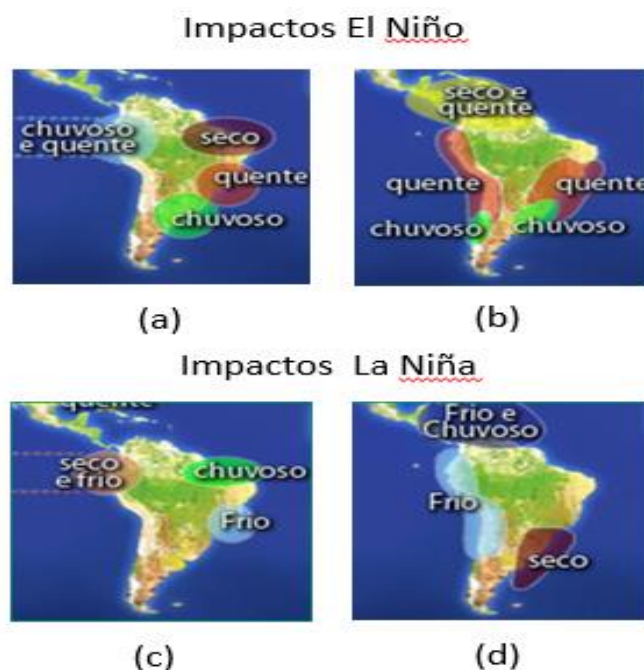 Impactos El Niño
chuvoso
e quente
seco
quente
chuvoso
seco e
quente
quente
quente
chuvoso
chuvoso
(a)
(b)
Impactos La Niña
quente
seco
e frio
chuvoso
Frio
Frio e
Chuvoso
Frio
seco
(c)
(d)